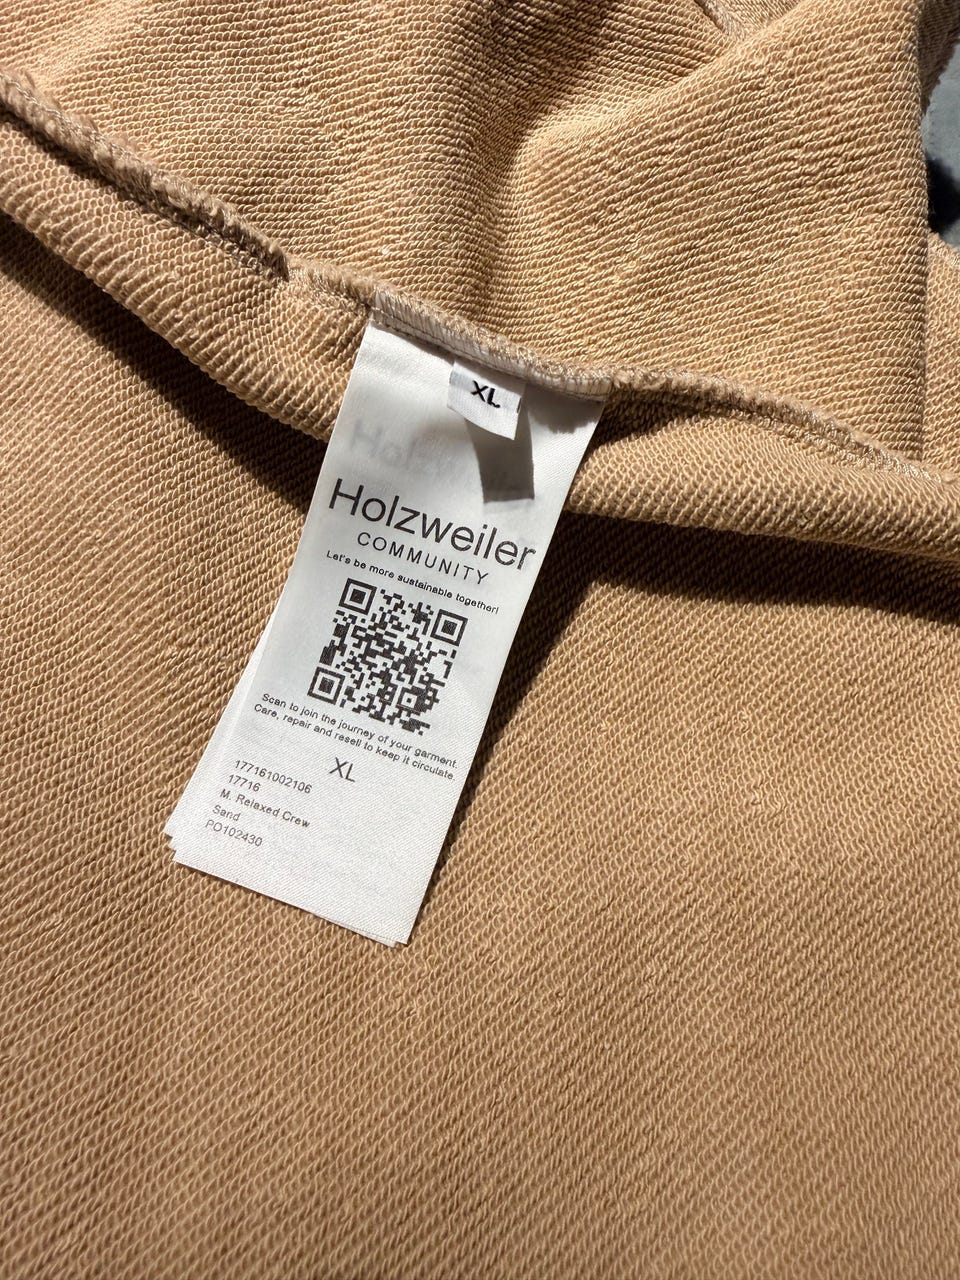 XL
Holzweiler
COMMUNITY
Let's be more sustainable together!
Scan to join the journey of your garment.
Care, repair and resell to keep it circulate.
XL
177161002106
17716
M. Relaxed Crew
Sand
PO102430